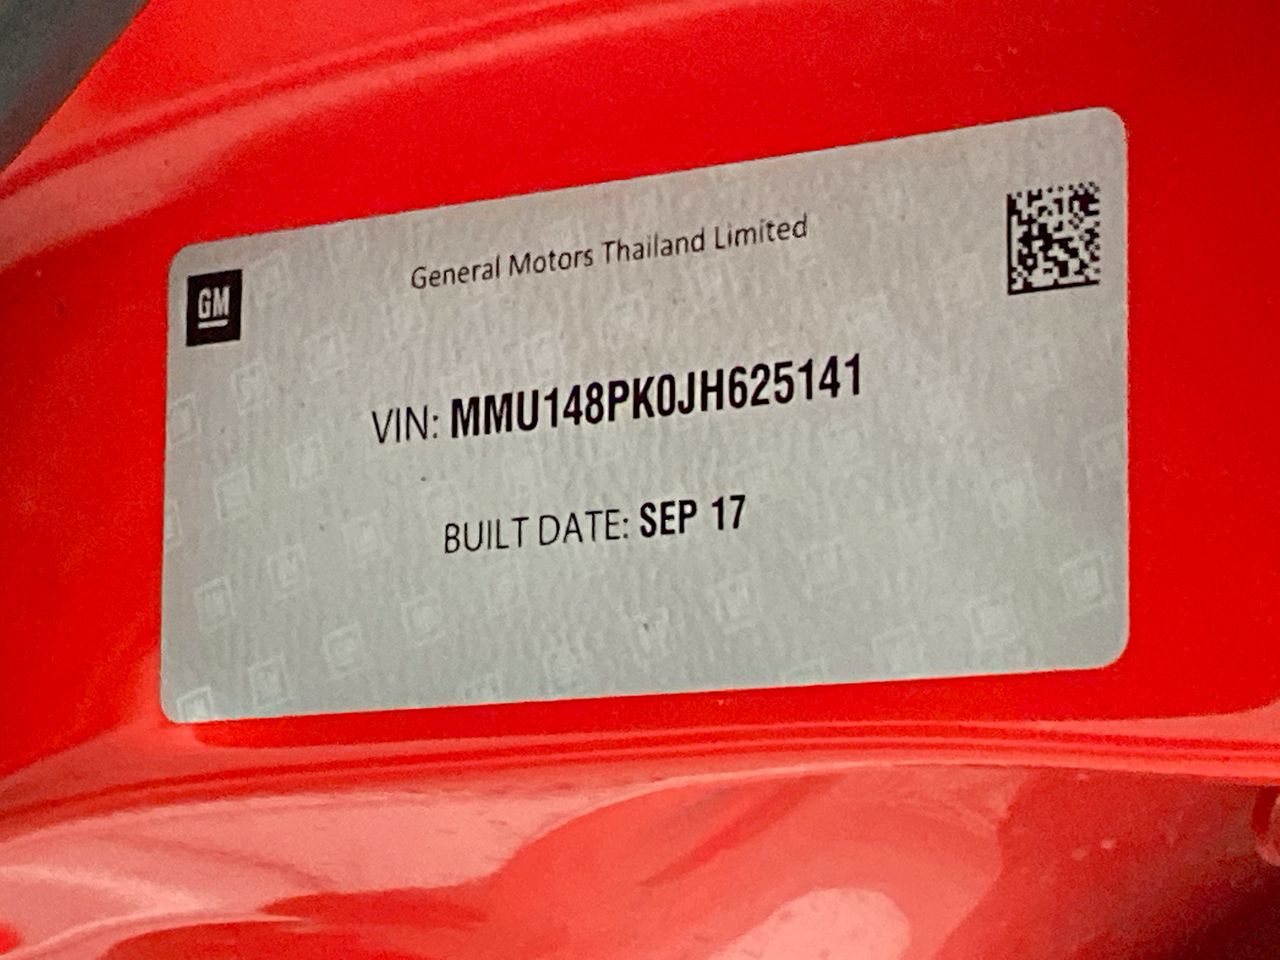 General Motors Thailand Limited
GM
VIN: MMU148PK0JH625141
BUILT DATE: SEP 17